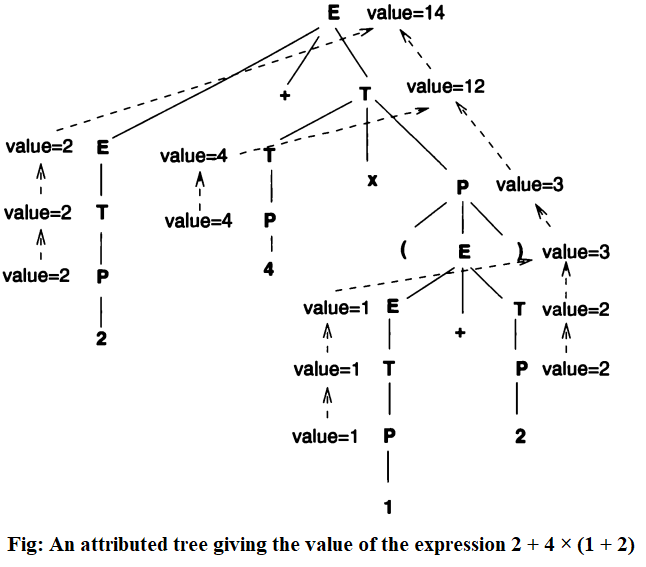 E value=14
+ T value=12
value=2 E value=4 T x P value=3
value=2 T value=4 P ( E ) value=3
value=2 P 4 value=1 E + T value=2
2 value=1 T P value=2
value=1 P 2
1
Fig: An attributed tree giving the value of the expression 2 + 4 × (1 + 2)